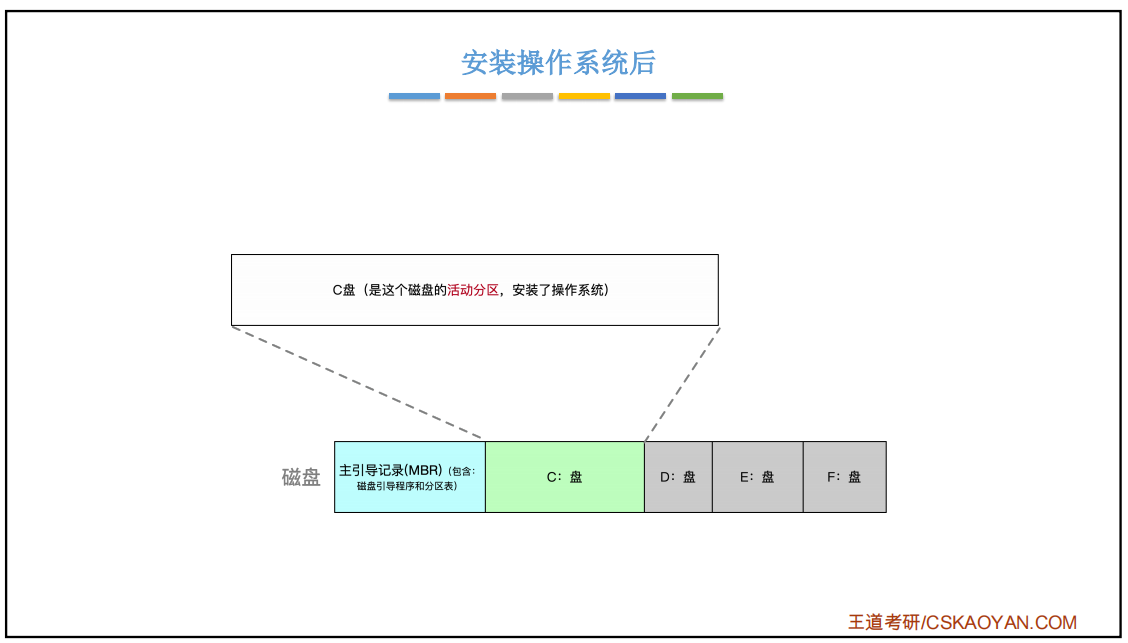 安装操作系统后
C盘（是这个磁盘的活动分区，安装了操作系统）
磁盘
主引导记录(MBR)（包含：
磁盘引导程序和分区表）
C：盘
D：盘
E：盘
F：盘
王道考研/CSKAOYAN.COM